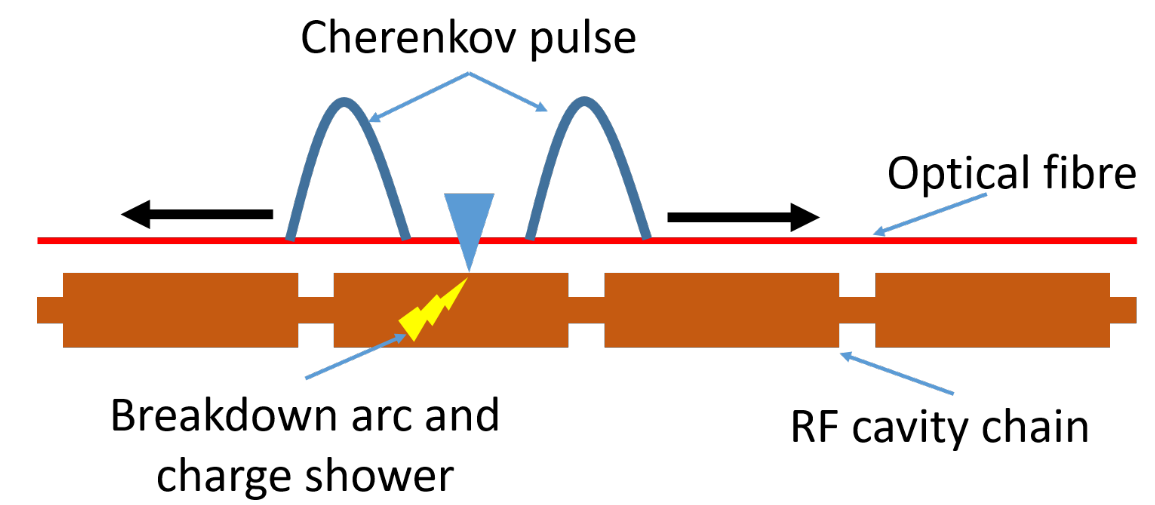 Cherenkov pulse
Optical fibre
Breakdown arc and
charge shower
RF cavity chain